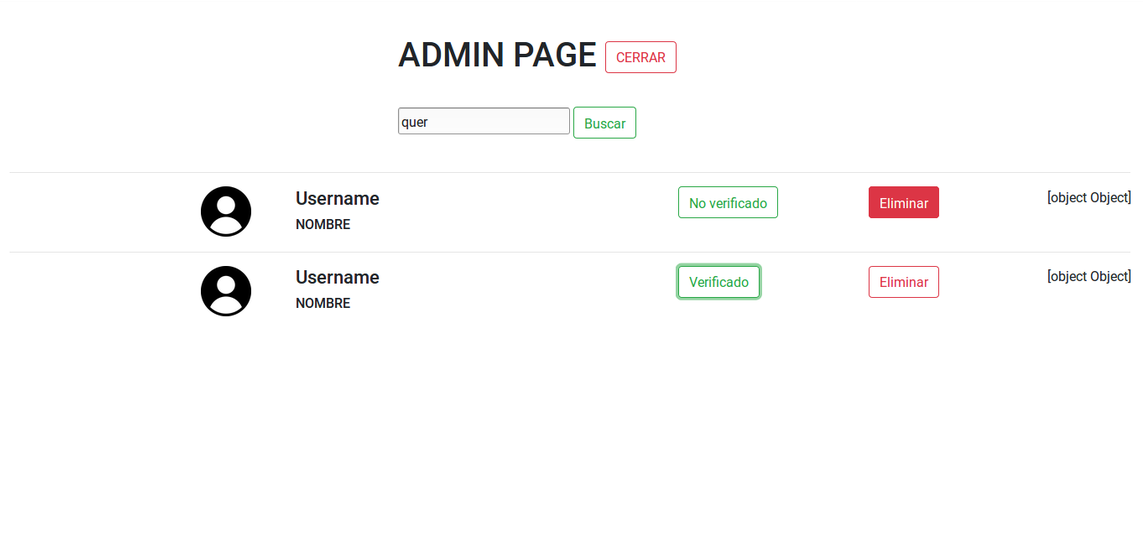 ADMIN PAGE CERRAR
quer Buscar
Username No verificado Eliminar [object Object]
NOMBRE
Username Verificado Eliminar [object Object]
NOMBRE